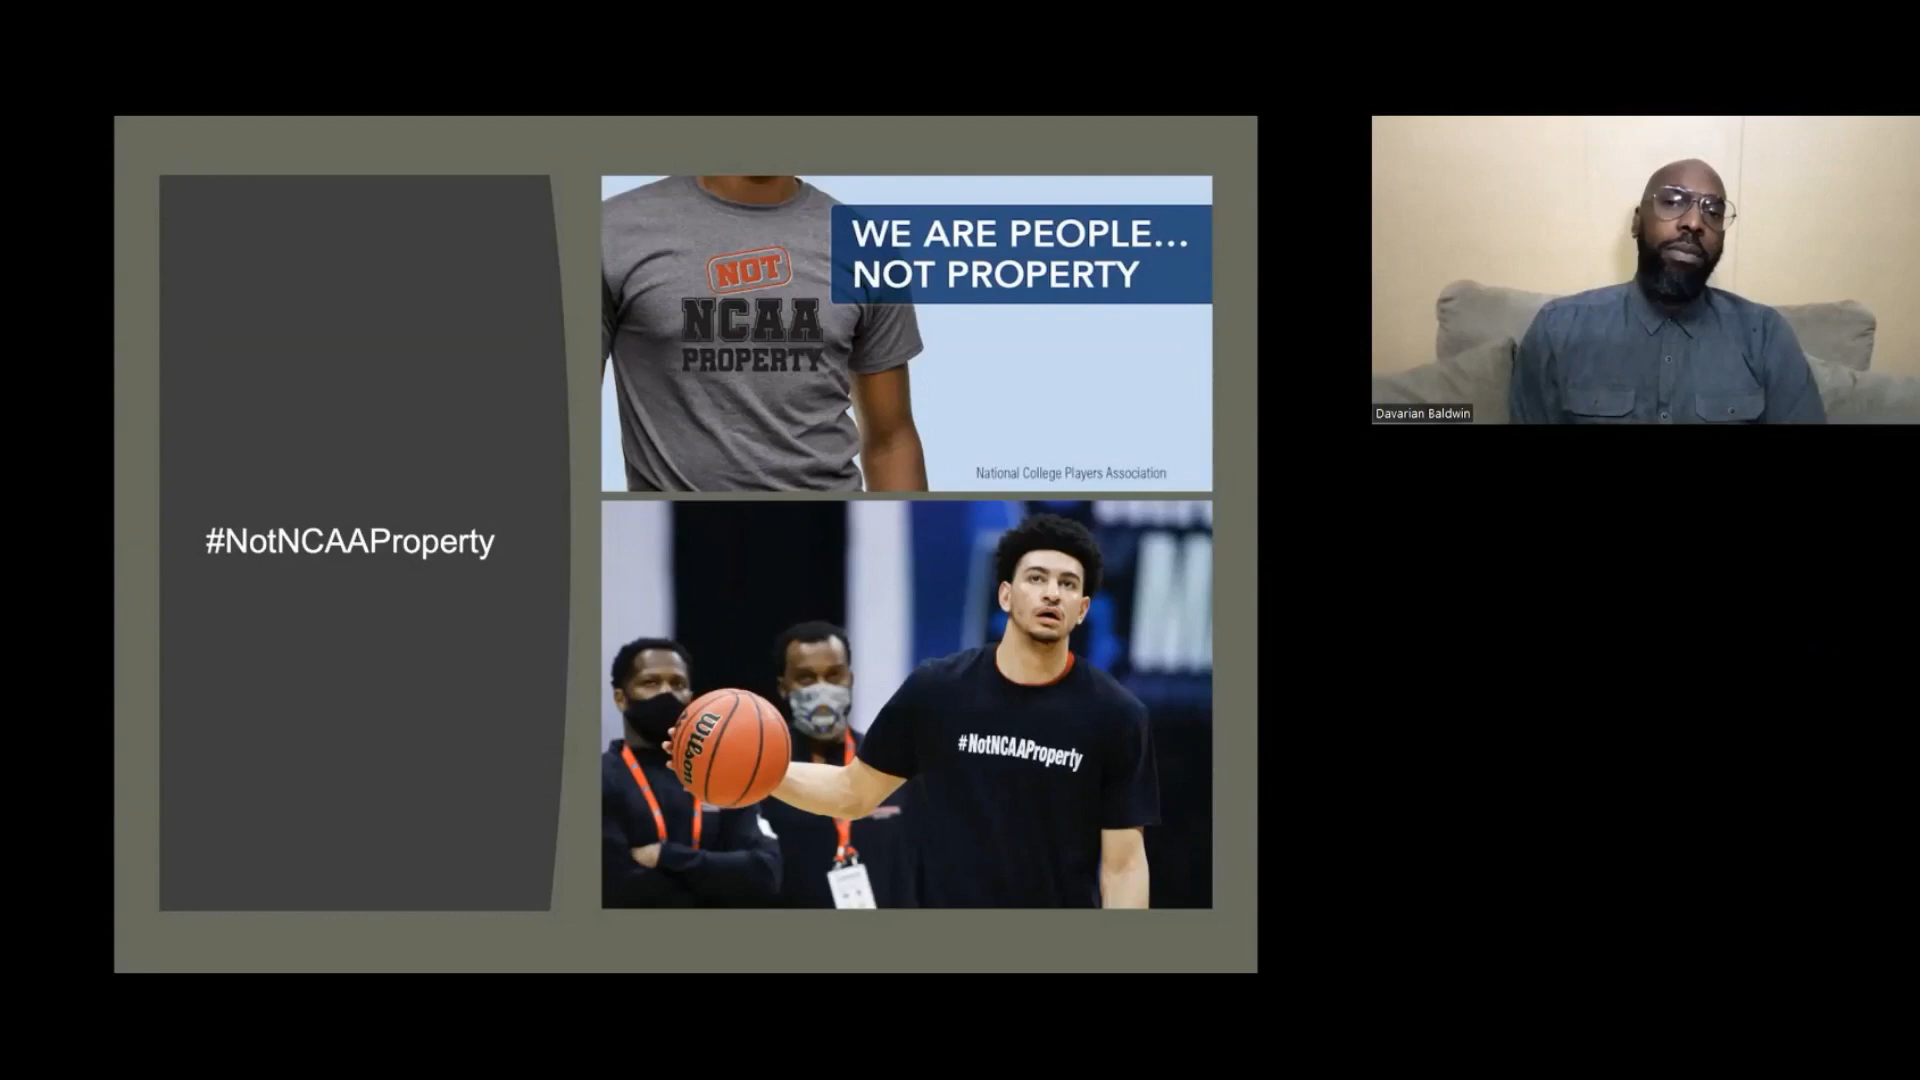 #NotNCAAProperty
WE ARE PEOPLE...
NOT PROPERTY
NOT
NCAA
PROPERTY
National College Players Association
Wilson
#NotNCAAProperty
Davarian Baldwin